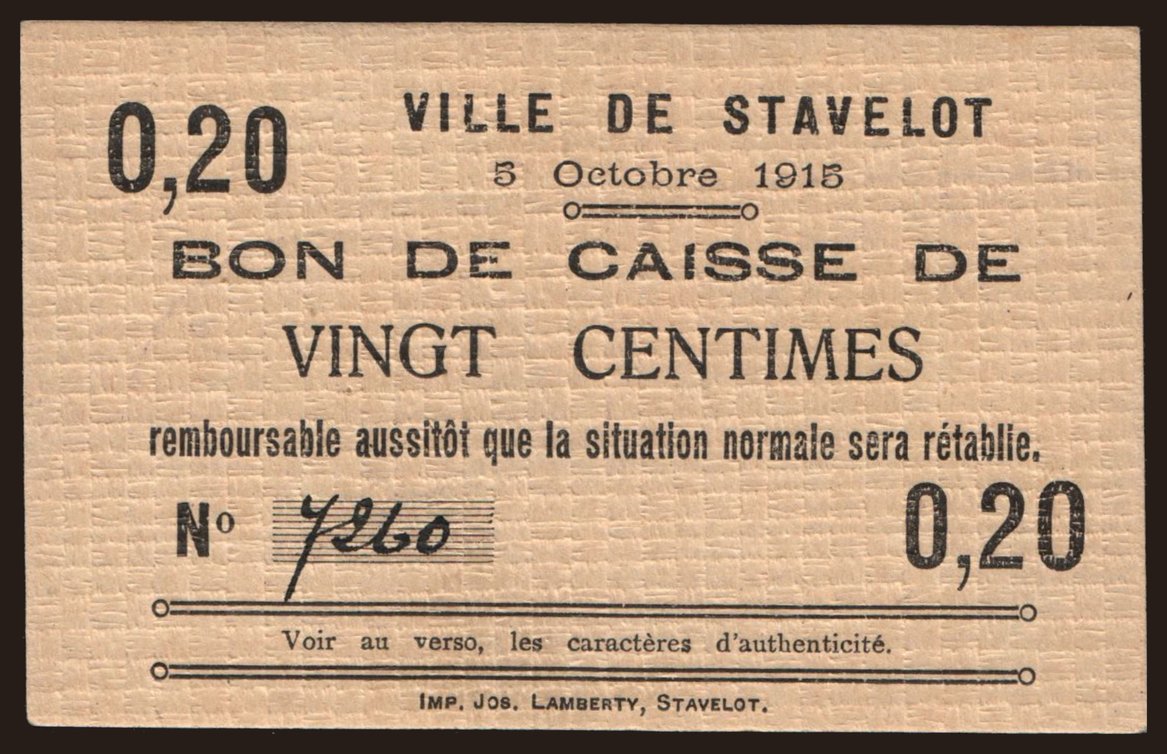 0,20
VILLE DE STAVELOT
5 Octobre 1915
BON DE CAISSE DE
VINGT CENTIMES
remboursable aussitôt que la situation normale sera rétablie.
Nº 7260
0,20
Voir au verso, les caractères d'authenticité.
IMP. JOS. LAMBERTY, STAVELOT.